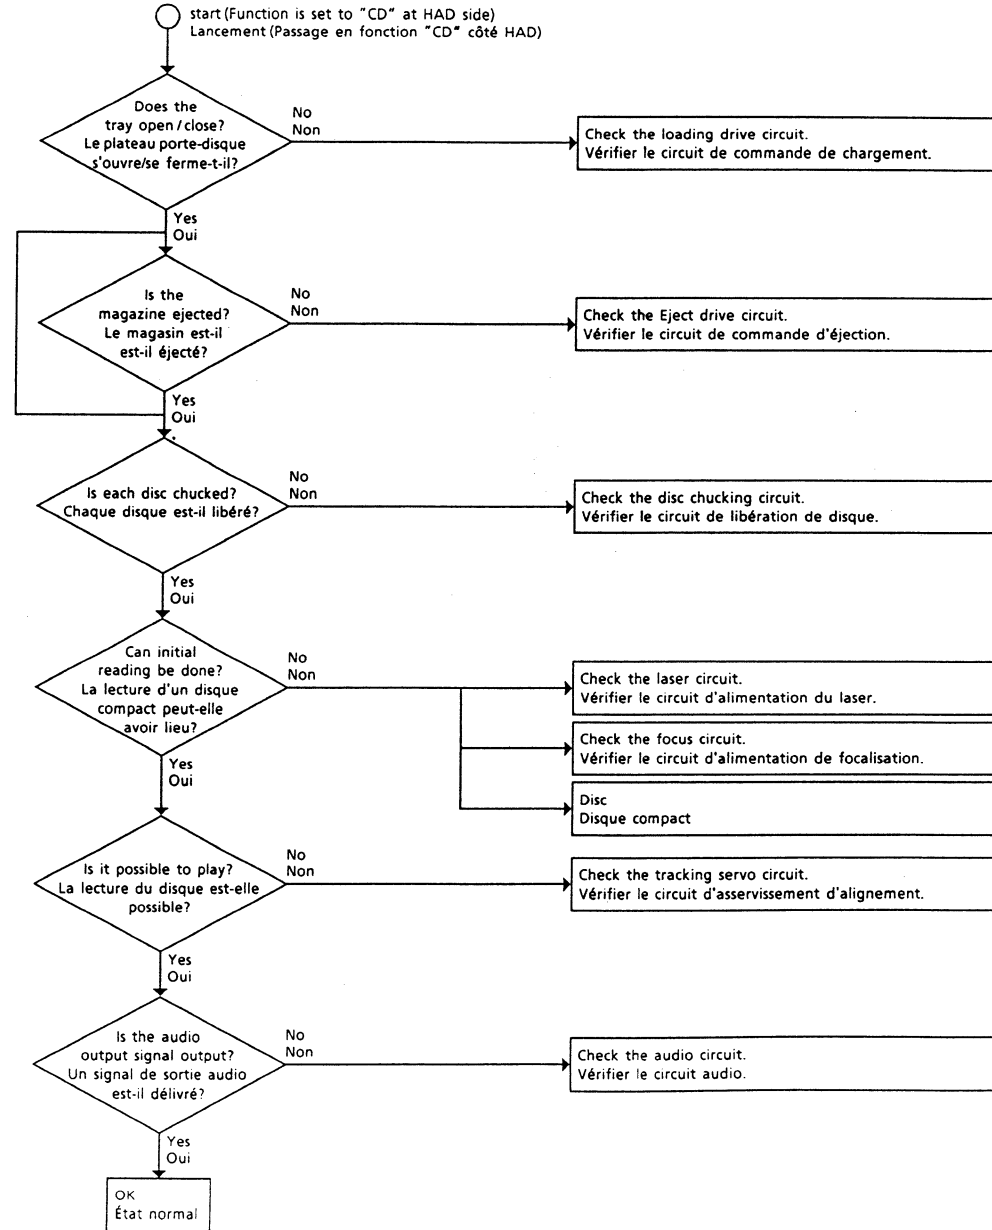 start (Function is set to "CD" at HAD side)
Lancement (Passage en fonction "CD" côté HAD)
Does the
tray open/close?
Le plateau porte-disque
s'ouvre/se ferme-t-il?
No
Non
Check the loading drive circuit.
Vérifier le circuit de commande de chargement.
Yes
Oui
Is the
magazine ejected?
Le magasin est-il
est-il éjecté?
No
Non
Check the Eject drive circuit.
Vérifier le circuit de commande d'éjection.
Yes
Oui
Is each disc chucked?
Chaque disque est-il libéré?
No
Non
Check the disc chucking circuit.
Vérifier le circuit de libération de disque.
Yes
Oui
Can initial
reading be done?
La lecture d'un disque
compact peut-elle
avoir lieu?
No
Non
Check the laser circuit.
Vérifier le circuit d'alimentation du laser.
Check the focus circuit.
Vérifier le circuit d'alimentation de focalisation.
Disc
Disque compact
Yes
Oui
Is it possible to play?
La lecture du disque est-elle
possible?
No
Non
Check the tracking servo circuit.
Vérifier le circuit d'asservissement d'alignement.
Yes
Oui
Is the audio
output signal output?
Un signal de sortie audio
est-il délivré?
No
Non
Check the audio circuit.
Vérifier le circuit audio.
Yes
Oui
OK
État normal